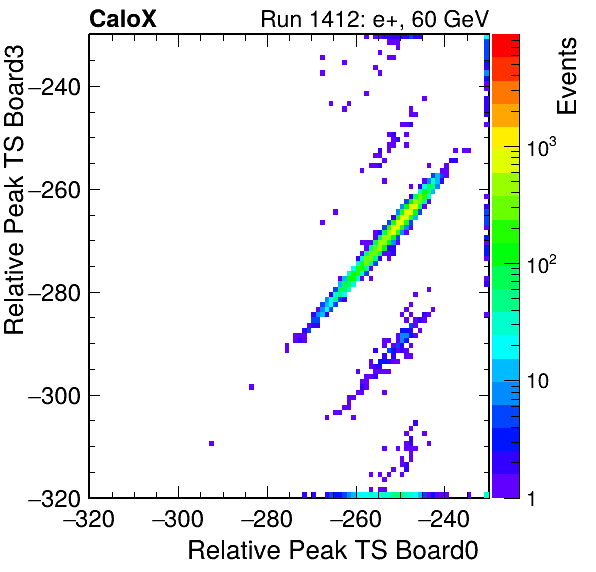 CaloX Run 1412: e+, 60 GeV
Relative Peak TS Board3
Events
−240
−260
−280
−300
−320
10³
10²
10
1
−320 −300 −280 −260 −240
Relative Peak TS Board0